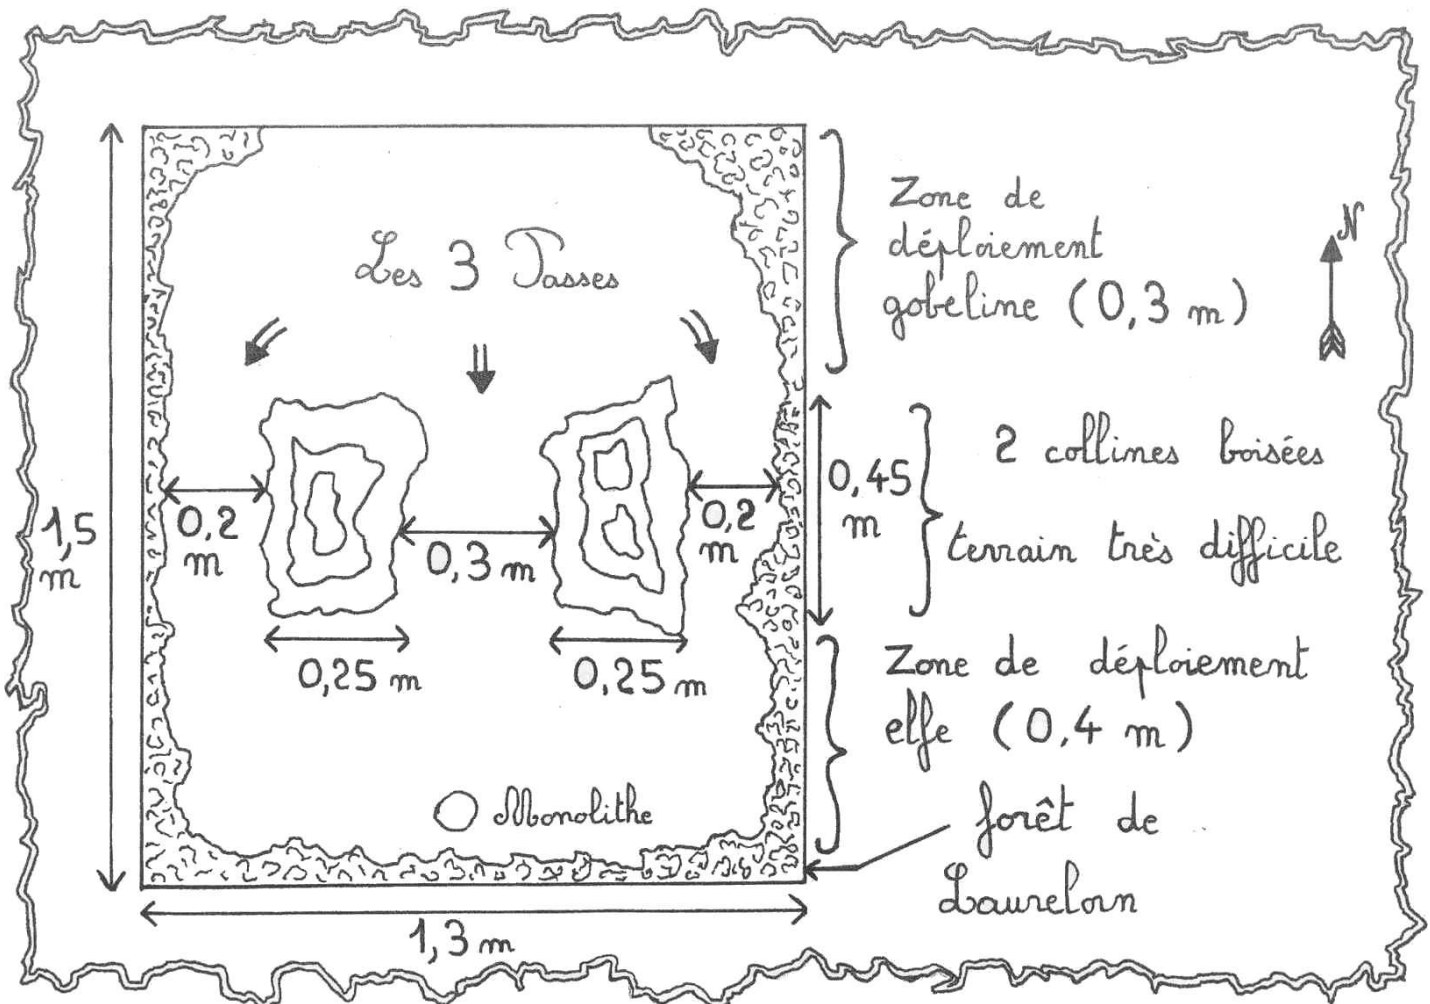 Les 3 Passes
Zone de
déploiement
gobeline (0,3 m)
N
2 collines boisées
terrain très difficile
0,45
m
1,5
m
0,2
m
0,3 m
0,2
m
0,25 m
0,25 m
Zone de déploiement
elfe (0,4 m)
Monolithe
forêt de
Laurelorn
1,3 m